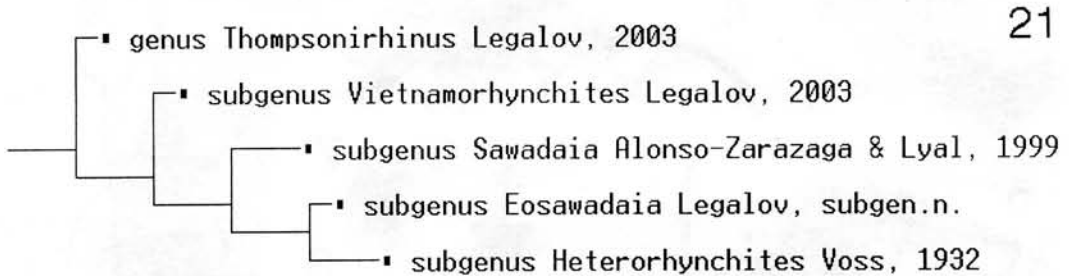 21
genus Thompsonirhinus Legalov, 2003
subgenus Vietnamorhynchites Legalov, 2003
subgenus Sawadaia Alonso-Zarazaga & Lyal, 1999
subgenus Eosawadaia Legalov, subgen.n.
subgenus Heterorhynchites Voss, 1932